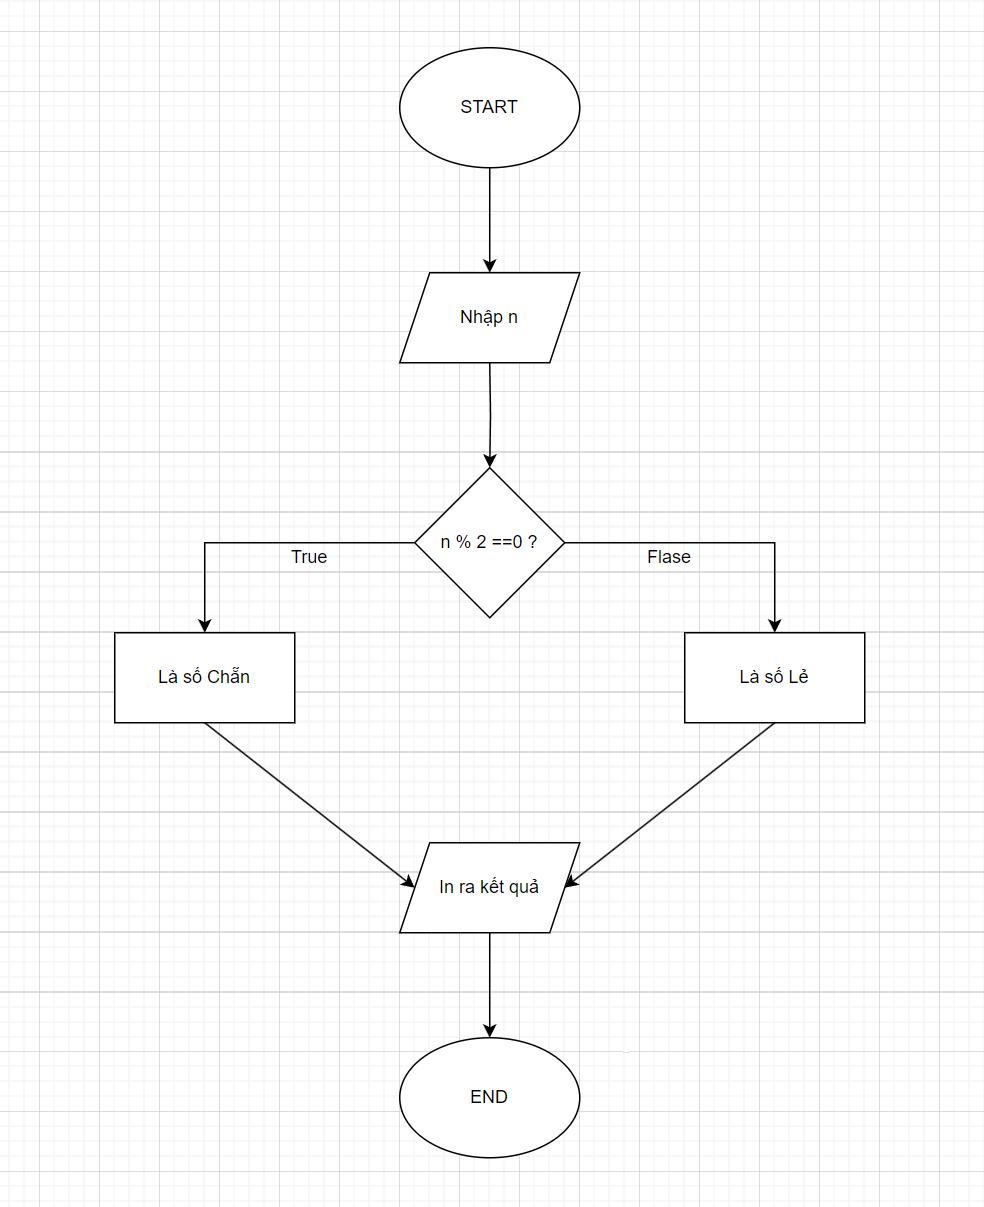 START
Nhập n
n % 2 ==0 ?
True
Flase
Là số Chẵn
Là số Lẻ
In ra kết quả
END